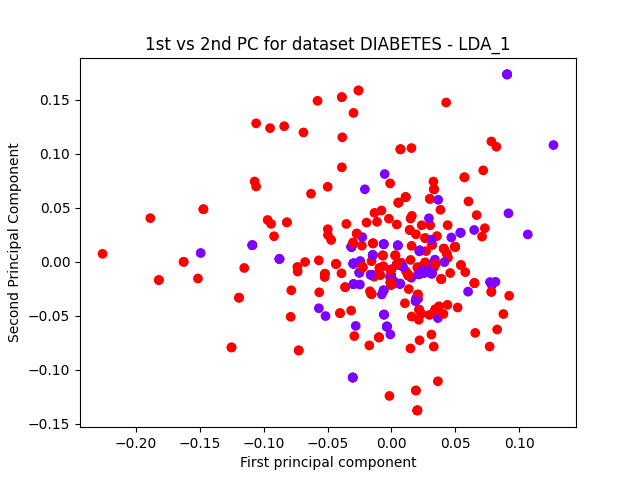 1st vs 2nd PC for dataset DIABETES - LDA_1
Second Principal Component
0.15
0.10
0.05
0.00
−0.05
−0.10
−0.15
−0.20 −0.15 −0.10 −0.05 0.00 0.05 0.10
First principal component